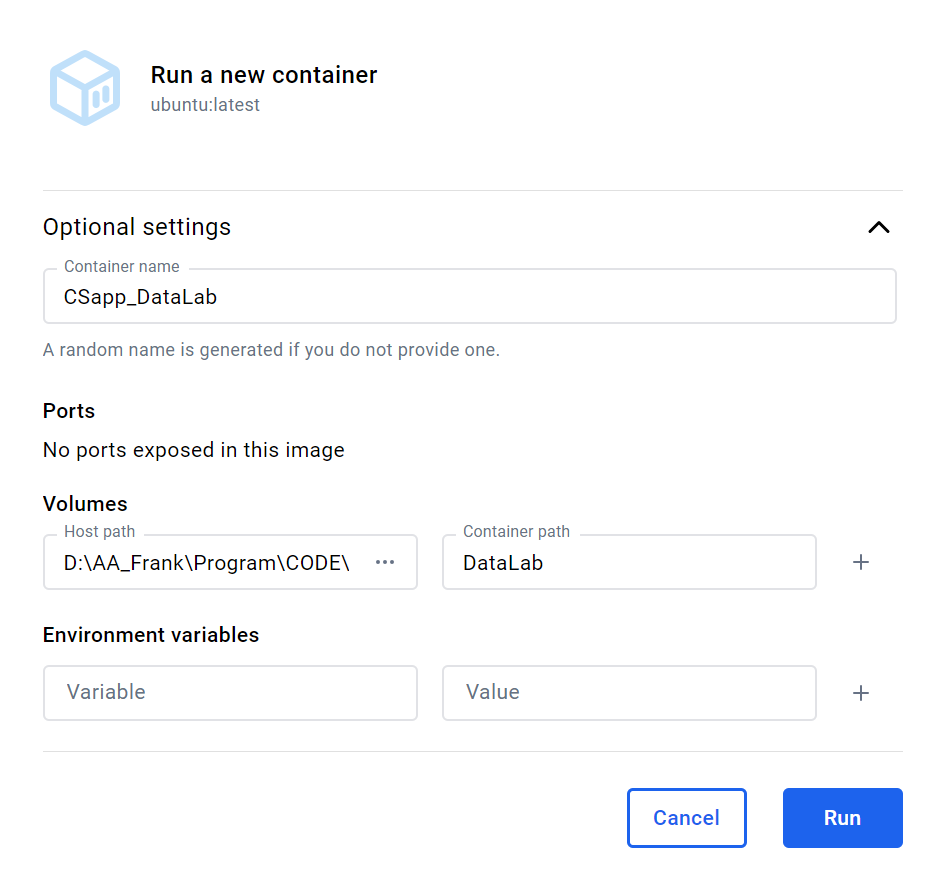 Run a new container
ubuntu:latest
Optional settings
Container name
CSapp_DataLab
A random name is generated if you do not provide one.
Ports
No ports exposed in this image
Volumes
Host path
Container path
D:\AA_Frank\Program\CODE\
DataLab
Environment variables
Variable
Value
Cancel
Run